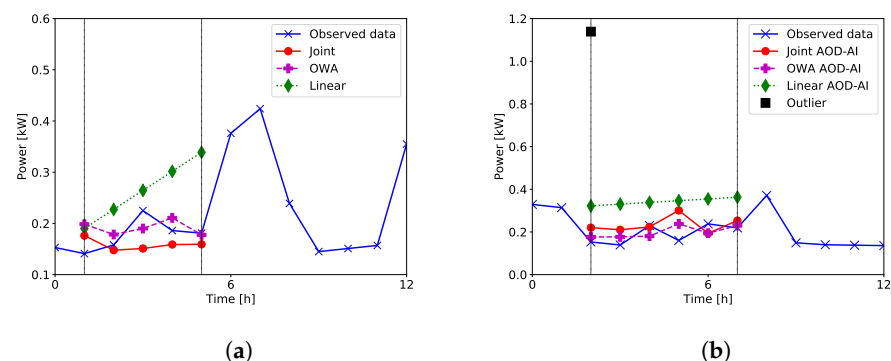 0.6
0.5
0.4
0.3
0.2
0.1
Power [kW]
0
6
12
Time [h]
Observed data
Joint
OWA
Linear
(a)
1.2
1.0
0.8
0.6
0.4
0.2
0.0
Power [kW]
0
6
12
Time [h]
Observed data
Joint AOD-AI
OWA AOD-AI
Linear AOD-AI
Outlier
(b)